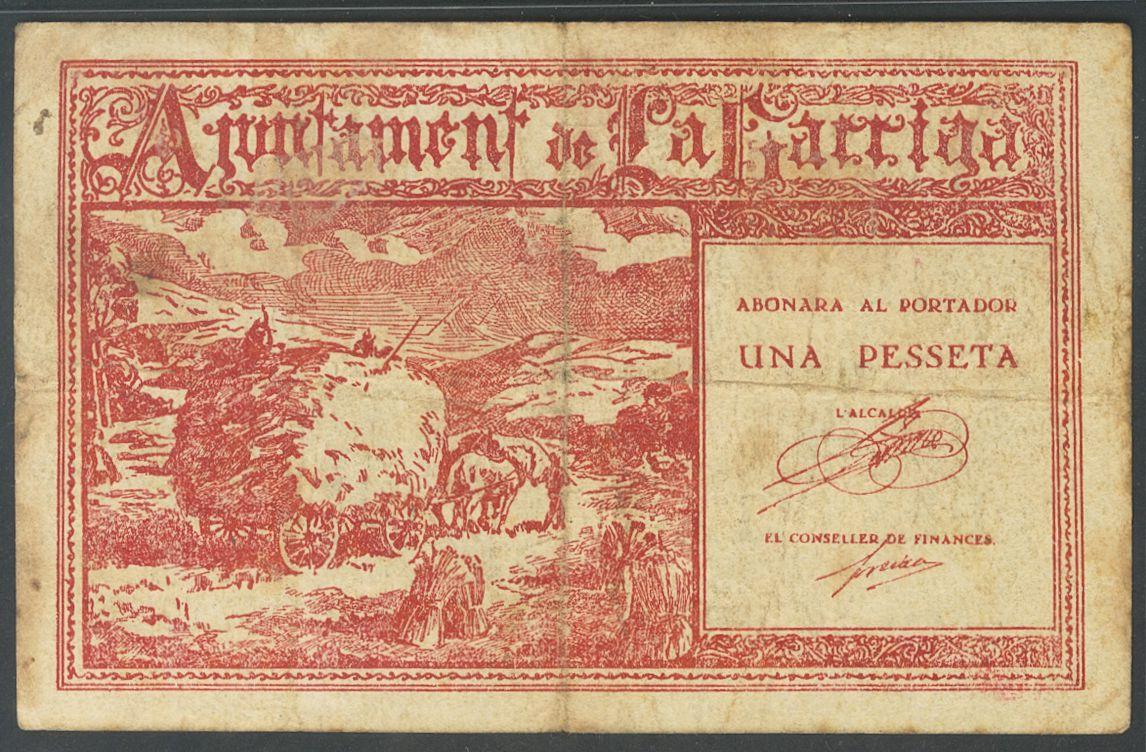 Ajuntament de La Garriga
ABONARA AL PORTADOR
UNA PESSETA
L'ALCALDE
EL CONSELLER DE FINANCES.